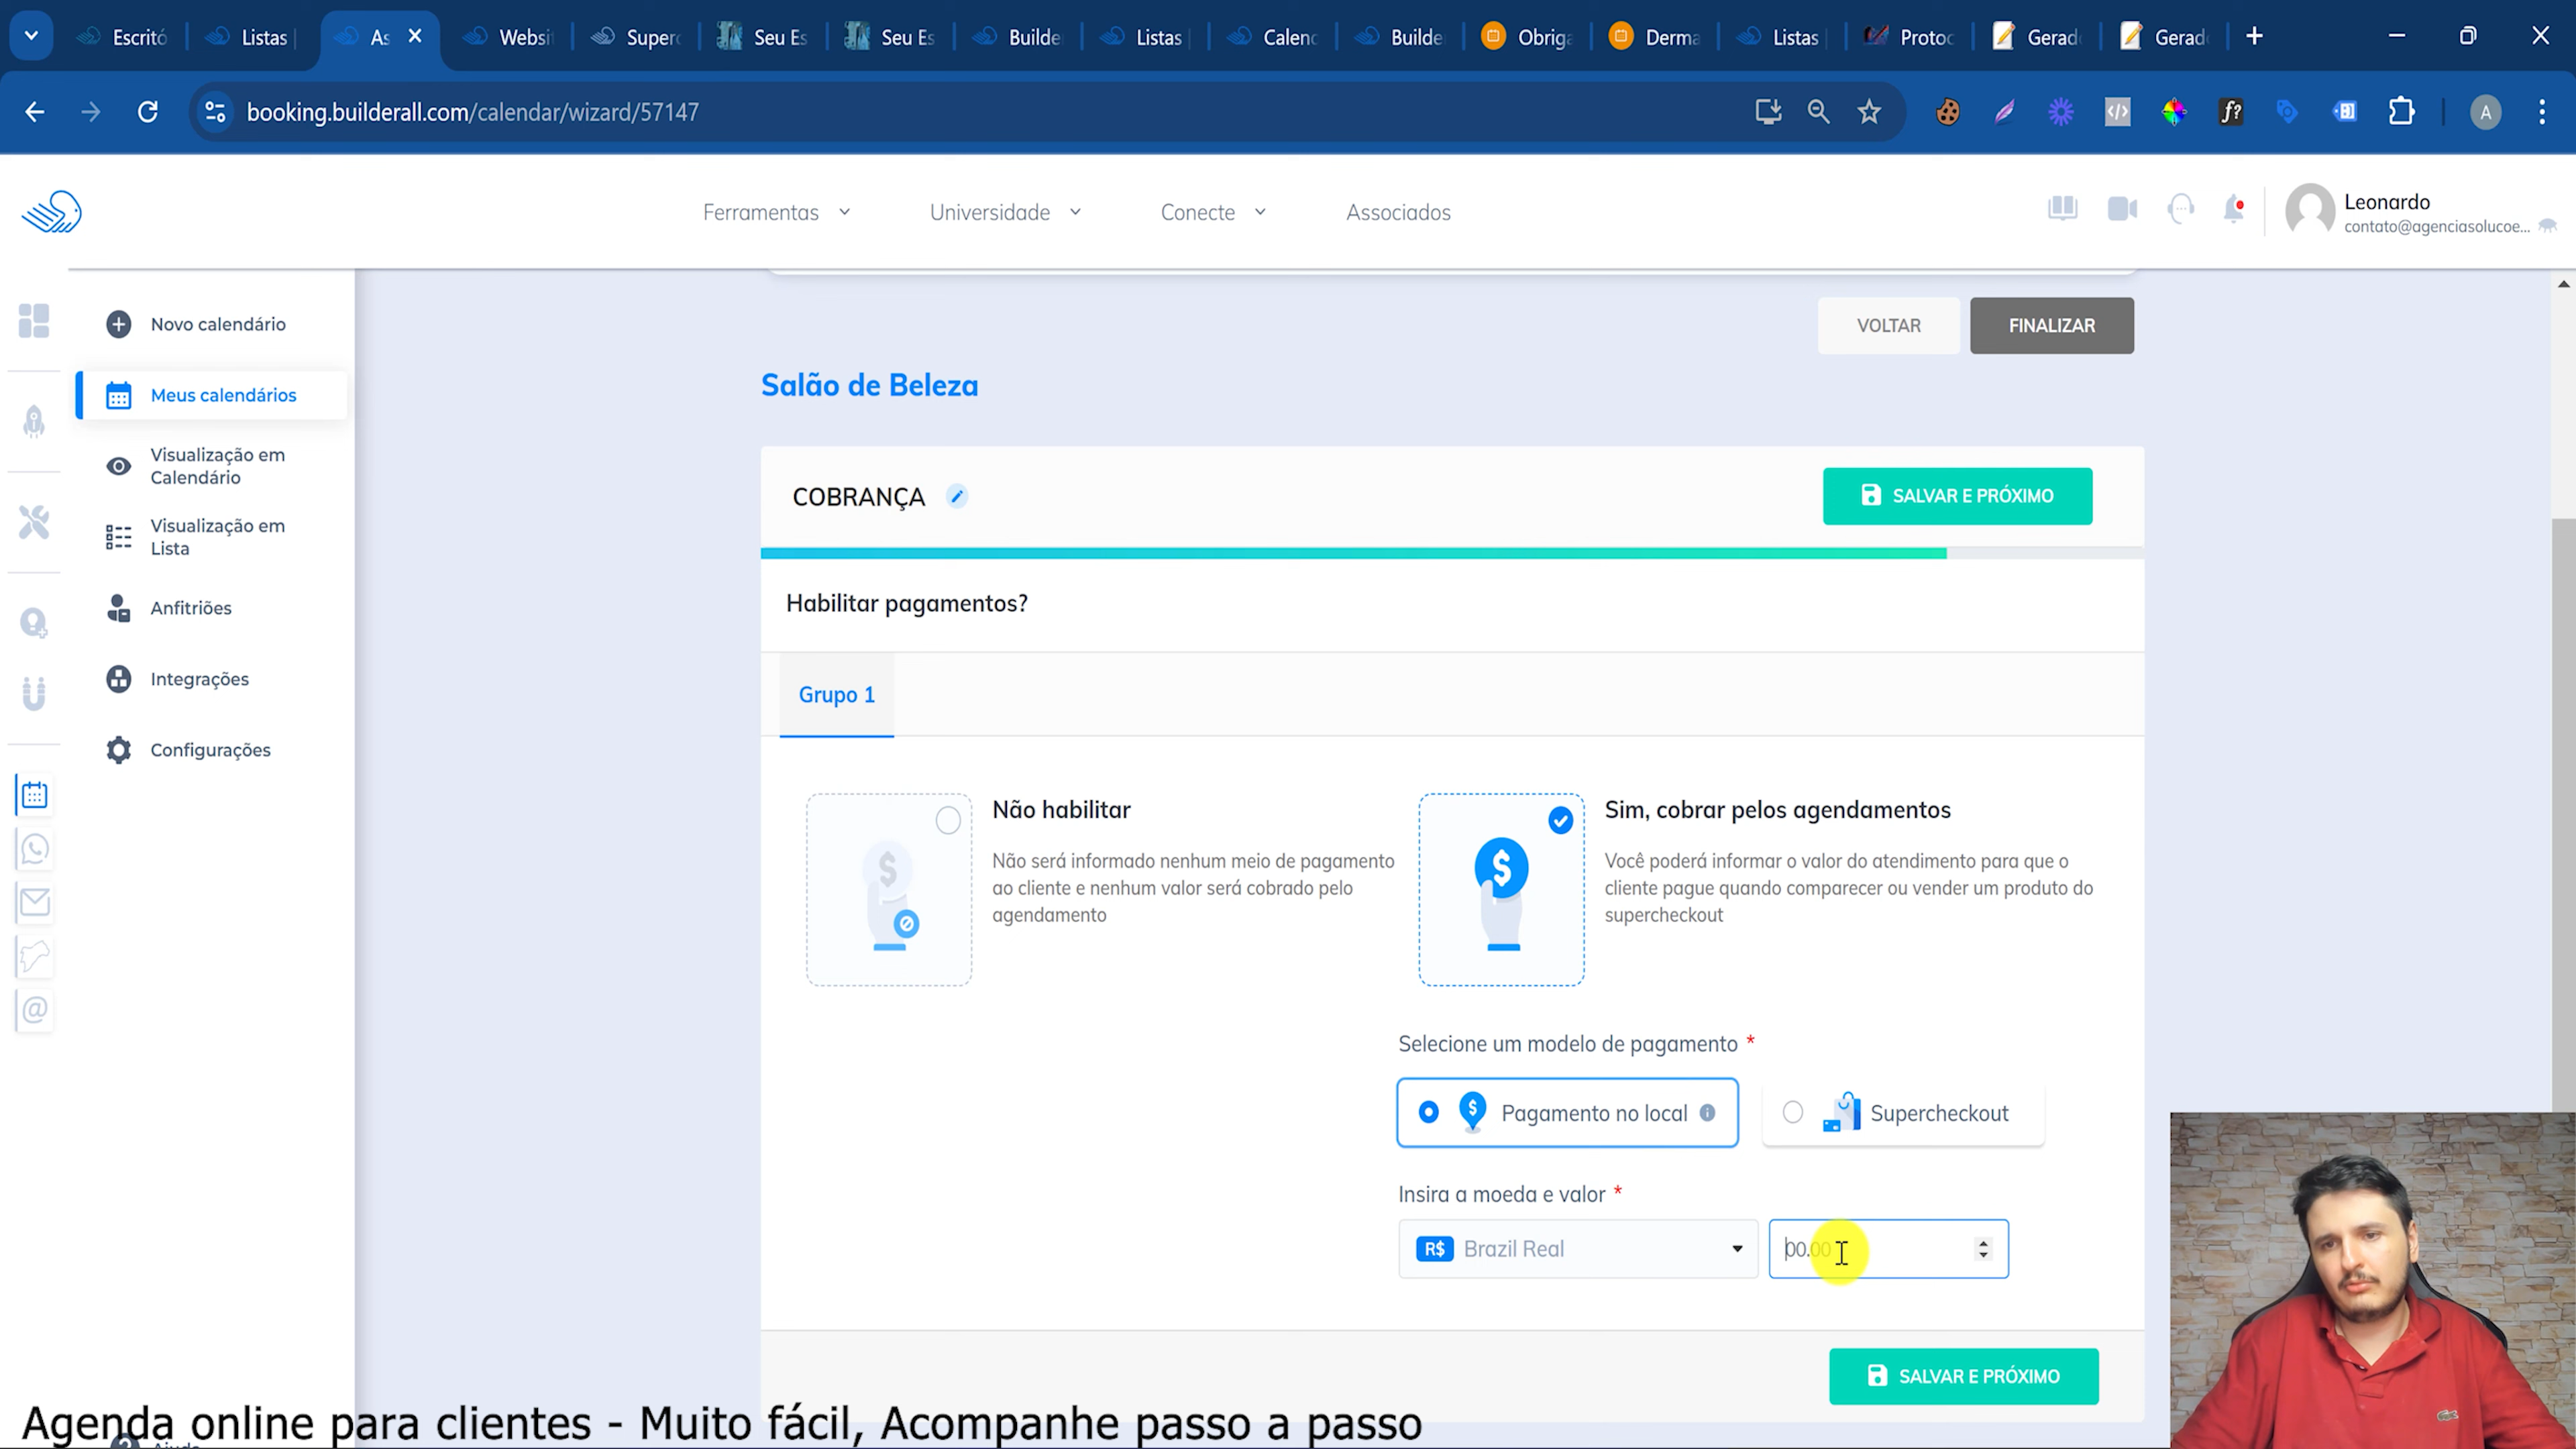 Escritó
Listas |
As
Websit
Superc
Seu Es
Seu Es
Builde
Listas |
Calenc
Builde
Obriga
Derma
Listas |
Protoc
Gerado
Gerado
booking.builderall.com/calendar/wizard/57147
A
Ferramentas
Universidade
Conecte
Associados
Leonardo
contato@agenciasolucoe...
Novo calendário
Meus calendários
Visualização em
Calendário
Visualização em
Lista
Anfitriões
Integrações
Configurações
VOLTAR
FINALIZAR
Salão de Beleza
COBRANÇA
SALVAR E PRÓXIMO
Habilitar pagamentos?
Grupo 1
Não habilitar
Não será informado nenhum meio de pagamento
ao cliente e nenhum valor será cobrado pelo
agendamento
Sim, cobrar pelos agendamentos
Você poderá informar o valor do atendimento para que o
cliente pague quando comparecer ou vender um produto do
supercheckout
Selecione um modelo de pagamento *
Pagamento no local
Supercheckout
Insira a moeda e valor *
R$ Brazil Real
00.00
SALVAR E PRÓXIMO
Agenda online para clientes - Muito fácil, Acompanhe passo a passo